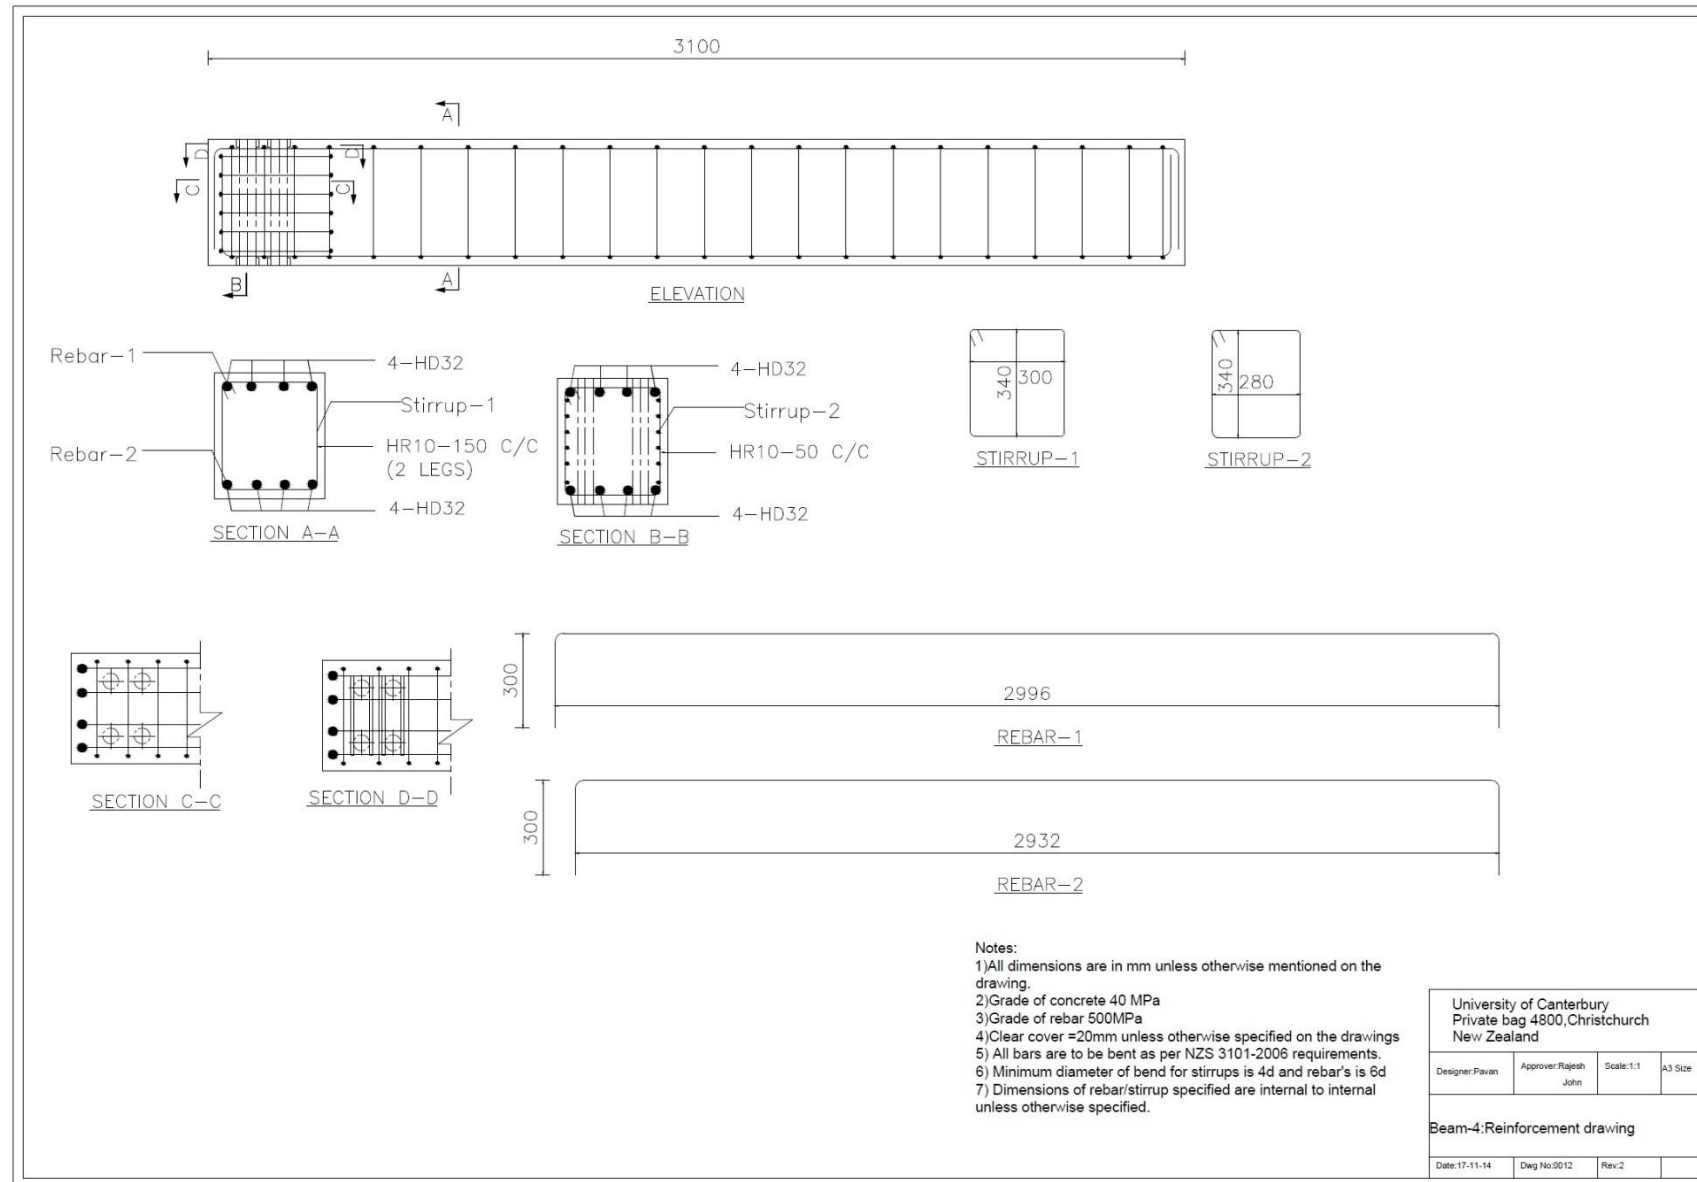 3100
A
D
D
C
C
B
A
ELEVATION
Rebar-1
4-HD32
Stirrup-1
Rebar-2
HR10-150 C/C
(2 LEGS)
4-HD32
SECTION A-A
4-HD32
Stirrup-2
HR10-50 C/C
4-HD32
SECTION B-B
340
300
STIRRUP-1
340
280
STIRRUP-2
SECTION C-C
SECTION D-D
300
2996
REBAR-1
300
2932
REBAR-2
Notes:
1)All dimensions are in mm unless otherwise mentioned on the
drawing.
2)Grade of concrete 40 MPa
3)Grade of rebar 500MPa
4)Clear cover =20mm unless otherwise specified on the drawings
5) All bars are to be bent as per NZS 3101-2006 requirements.
6) Minimum diameter of bend for stirrups is 4d and rebar's is 6d
7) Dimensions of rebar/stirrup specified are internal to internal
unless otherwise specified.
University of Canterbury
Private bag 4800,Christchurch
New Zealand
Designer:Pavan
Approver:Rajesh
John
Scale:1:1
A3 Size
Beam-4:Reinforcement drawing
Date:17-11-14
Dwg No:0012
Rev:2